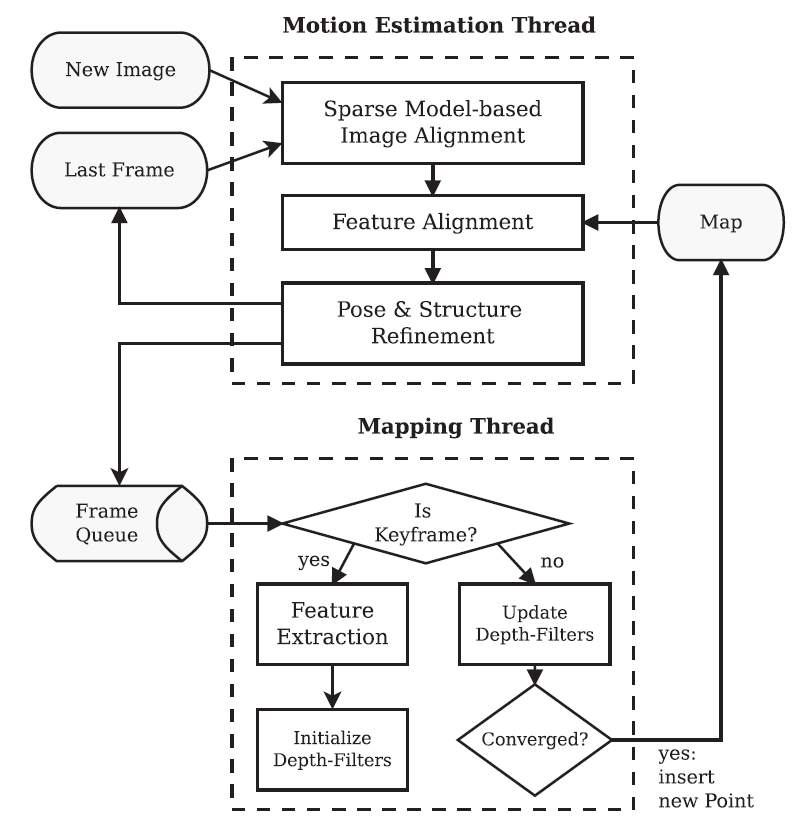 Motion Estimation Thread
New Image
Sparse Model-based
Image Alignment
Last Frame
Feature Alignment
Map
Pose & Structure
Refinement
Mapping Thread
Frame
Queue
Is
Keyframe?
yes
no
Feature
Extraction
Update
Depth-Filters
Initialize
Depth-Filters
Converged?
yes:
insert
new Point